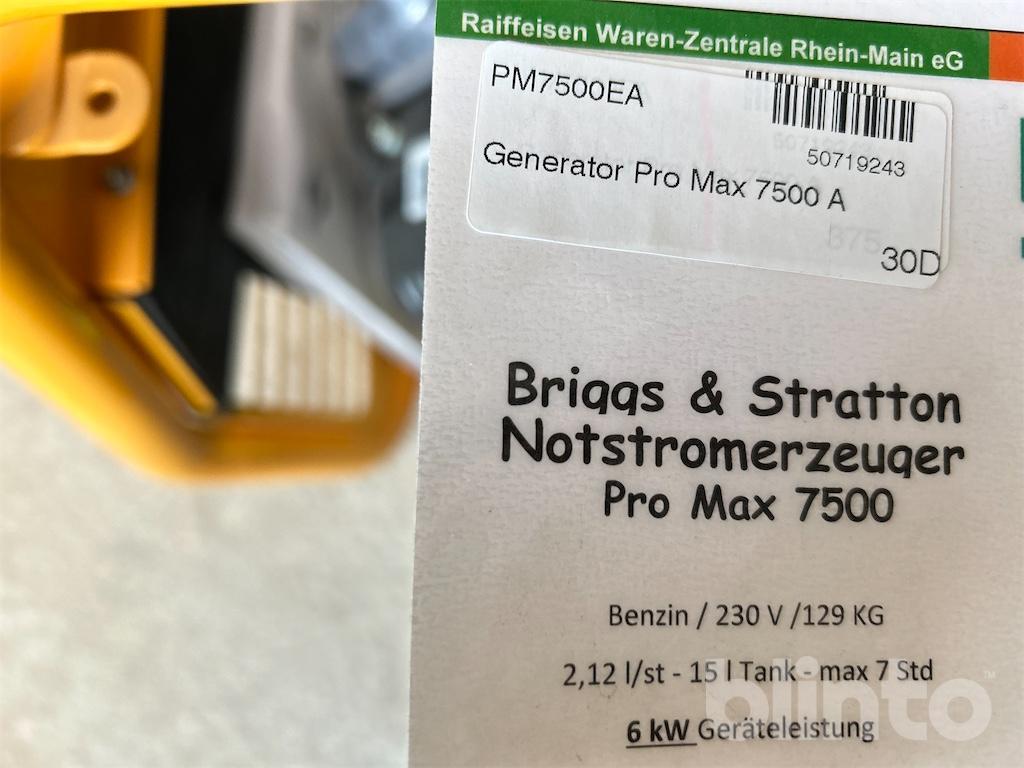 Raiffeisen Waren-Zentrale Rhein-Main eG
PM7500EA
50719243
Generator Pro Max 7500 A
30D
Briggs & Stratton
Notstromerzeuger
Pro Max 7500
Benzin / 230 V /129 KG
2,12 l/st - 15 l Tank - max 7 Std
6 kW Geräteleistung
blinto™